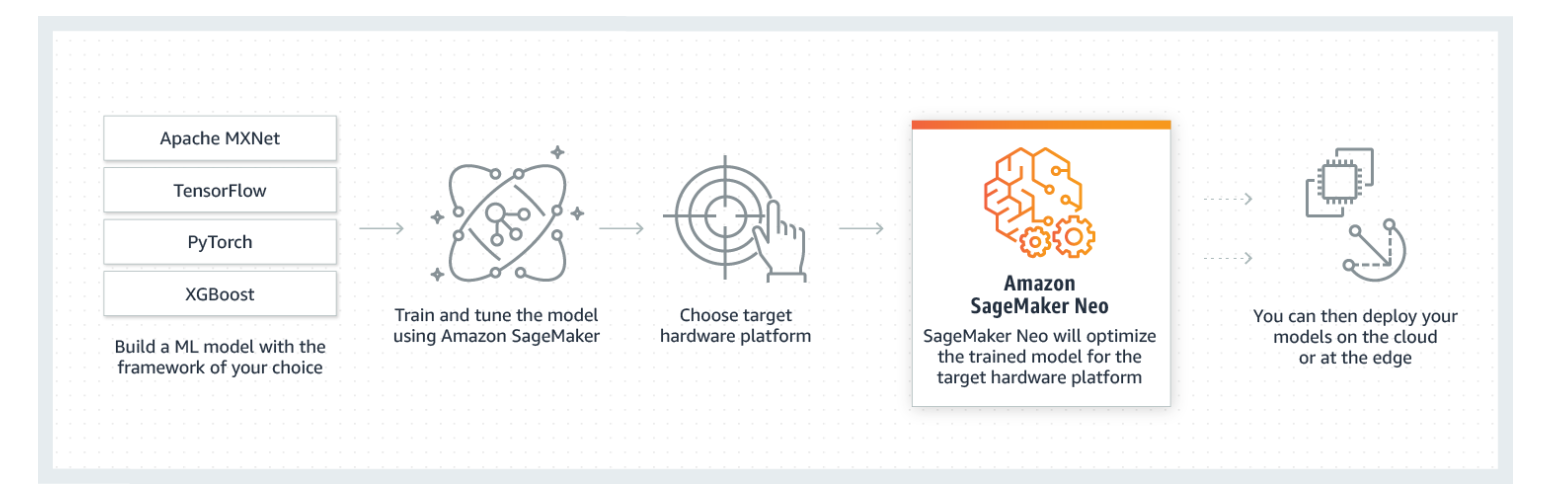 Apache MXNet
TensorFlow
PyTorch
XGBoost
Build a ML model with the
framework of your choice
Train and tune the model
using Amazon SageMaker
Choose target
hardware platform
Amazon
SageMaker Neo
SageMaker Neo will optimize
the trained model for the
target hardware platform
You can then deploy your
models on the cloud
or at the edge